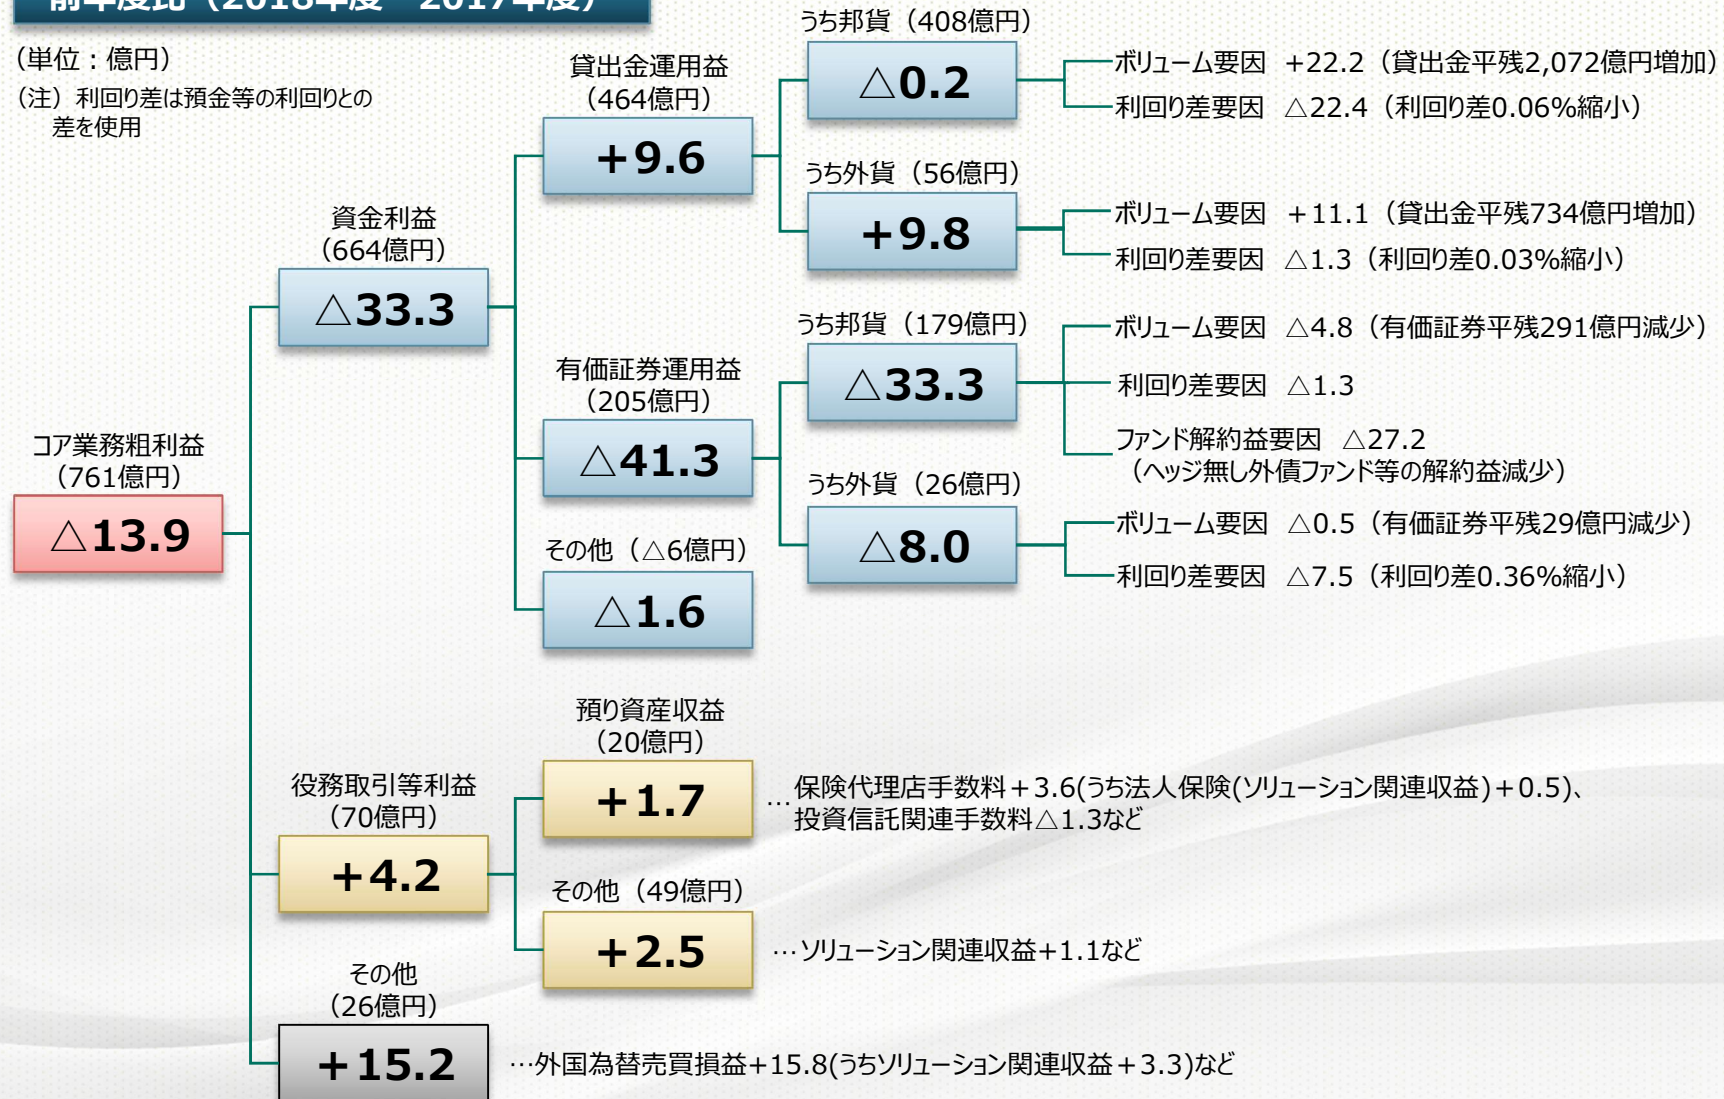 前年度比（2018年度－2017年度）
（単位：億円）
（注）利回り差は預金等の利回りとの
差を使用
コア業務粗利益
（761億円）
△13.9
資金利益
（664億円）
△33.3
貸出金運用益
（464億円）
＋9.6
うち邦貨（408億円）
△0.2
ボリューム要因 +22.2（貸出金平残2,072億円増加）
利回り差要因 △22.4（利回り差0.06%縮小）
うち外貨（56億円）
＋9.8
ボリューム要因 ＋11.1（貸出金平残734億円増加）
利回り差要因 △1.3（利回り差0.03%縮小）
有価証券運用益
（205億円）
△41.3
うち邦貨（179億円）
△33.3
ボリューム要因 △4.8（有価証券平残291億円減少）
利回り差要因 △1.3
ファンド解約益要因 △27.2
（ヘッジ無し外債ファンド等の解約益減少）
うち外貨（26億円）
△8.0
ボリューム要因 △0.5（有価証券平残29億円減少）
利回り差要因 △7.5（利回り差0.36%縮小）
その他（△6億円）
△1.6
役務取引等利益
（70億円）
＋4.2
預り資産収益
（20億円）
＋1.7
…保険代理店手数料＋3.6(うち法人保険(ソリューション関連収益)＋0.5)、
投資信託関連手数料△1.3など
その他（49億円）
＋2.5
…ソリューション関連収益+1.1など
その他
（26億円）
＋15.2
…外国為替売買損益+15.8(うちソリューション関連収益＋3.3)など